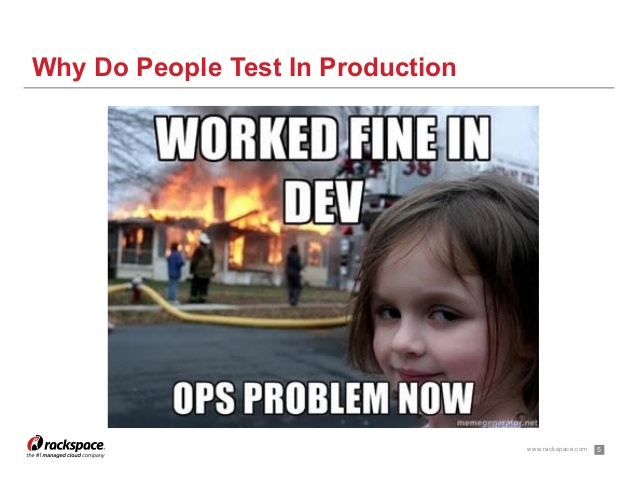 Why Do People Test In Production
WORKED FINE IN
DEV
38
OPS PROBLEM NOW
memegenerator.net
rackspace
the #1 managed cloud company
www.rackspace.com
5